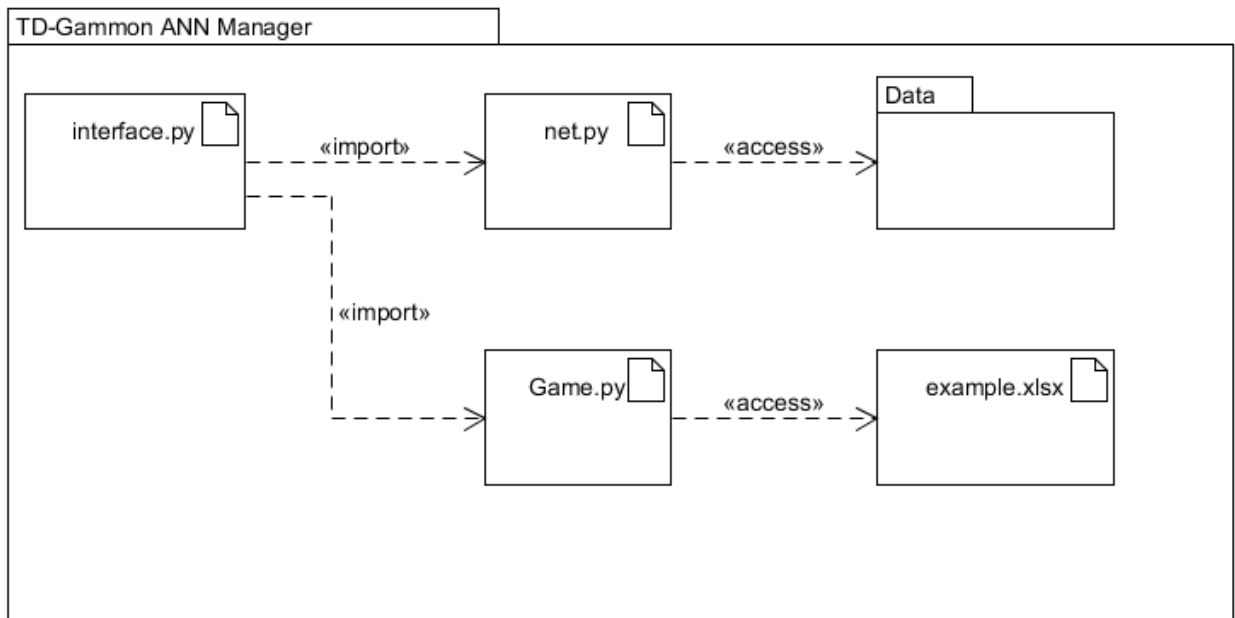 TD-Gammon ANN Manager
interface.py
«import»
net.py
«access»
Data
«import»
Game.py
«access»
example.xlsx